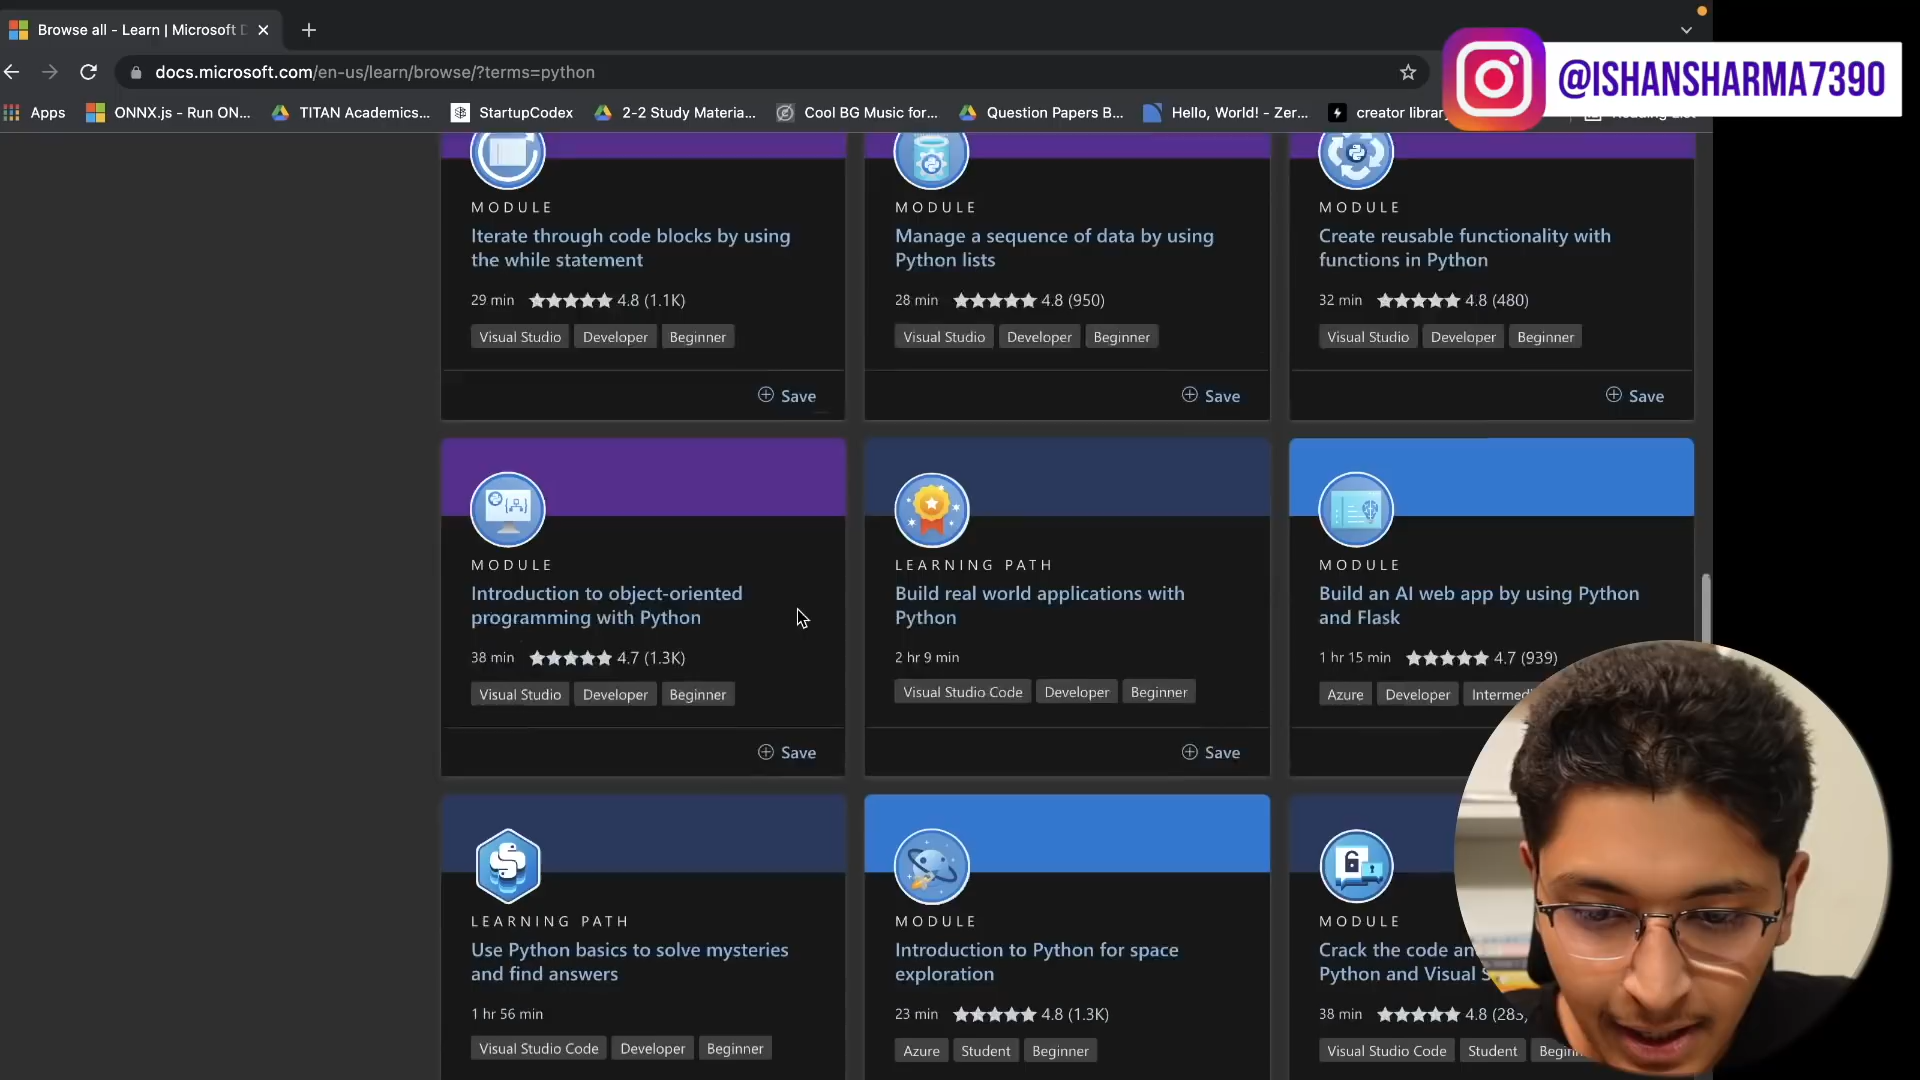 Browse all - Learn | Microsoft
docs.microsoft.com/en-us/learn/browse/?terms=python
@ISHANSHARMA7390
Apps
ONNX.js - Run ON...
TITAN Academics...
StartupCodex
2-2 Study Materia...
Cool BG Music for...
Question Papers B...
Hello, World! - Zer...
creator library
MODULE
Iterate through code blocks by using
the while statement
29 min 4.8 (1.1K)
Visual Studio Developer Beginner
Save
MODULE
Manage a sequence of data by using
Python lists
28 min 4.8 (950)
Visual Studio Developer Beginner
Save
MODULE
Create reusable functionality with
functions in Python
32 min 4.8 (480)
Visual Studio Developer Beginner
Save
MODULE
Introduction to object-oriented
programming with Python
38 min 4.7 (1.3K)
Visual Studio Developer Beginner
Save
LEARNING PATH
Build real world applications with
Python
2 hr 9 min
Visual Studio Code Developer Beginner
Save
MODULE
Build an AI web app by using Python
and Flask
1 hr 15 min 4.7 (939)
Azure Developer Intermedi
LEARNING PATH
Use Python basics to solve mysteries
and find answers
1 hr 56 min
Visual Studio Code Developer Beginner
MODULE
Introduction to Python for space
exploration
23 min 4.8 (1.3K)
Azure Student Beginner
MODULE
Crack the code an
Python and Visual S
38 min 4.8 (285)
Visual Studio Code Student Begin